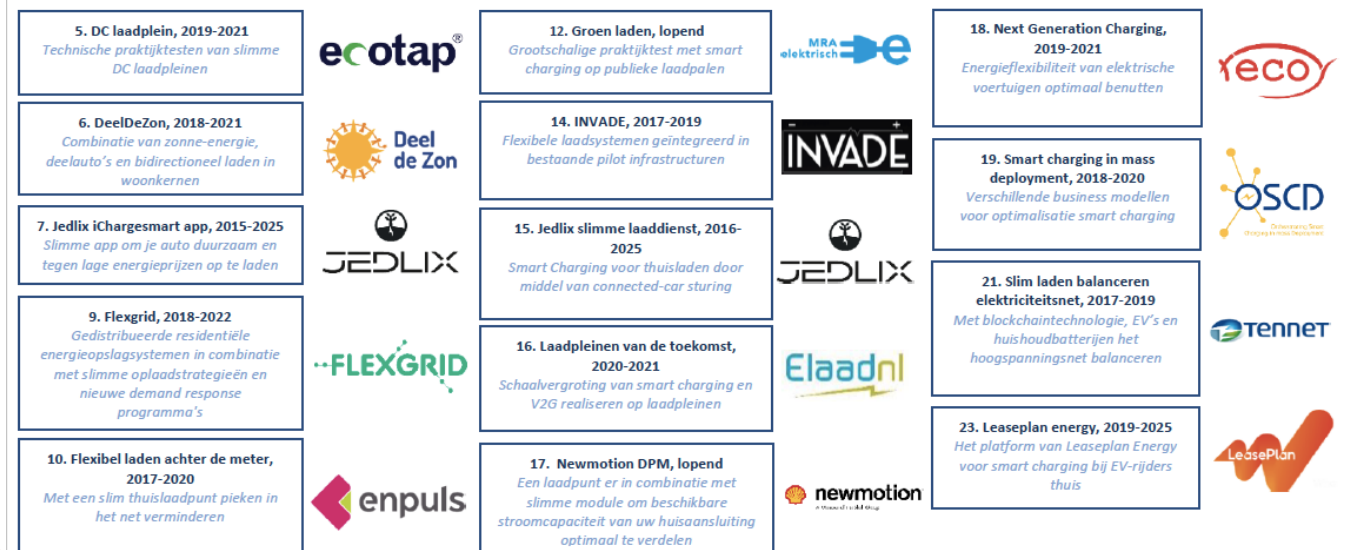 5. DC laadplein, 2019-2021
Technische praktijktesten van slimme
DC laadpleinen
ecotap®
6. DeelDeZon, 2018-2021
Combinatie van zonne-energie,
deelauto's en bidirectioneel laden in
woonkernen
Deel
de Zon
7. Jedlix iChargesmart app, 2015-2025
Slimme app om je auto duurzaam en
tegen lage energieprijzen op te laden
JEDLIX
9. Flexgrid, 2018-2022
Gedistribueerde residentiële
energieopslagsystemen in combinatie
met slimme oplaadstrategieën en
nieuwe demand response
programma's
FLEXGRID
10. Flexibel laden achter de meter,
2017-2020
Met een slim thuislaadpunt pieken in
het net verminderen
enpuls
12. Groen laden, lopend
Grootschalige praktijktest met smart
charging op publieke laadpalen
MRA
elektrisch
14. INVADE, 2017-2019
Flexibele laadsystemen geïntegreerd in
bestaande pilot infrastructuren
INVADE
15. Jedlix slimme laaddienst, 2016-
2025
Smart Charging voor thuisladen door
middel van connected-car sturing
JEDLIX
16. Laadpleinen van de toekomst,
2020-2021
Schaalvergroting van smart charging en
V2G realiseren op laadpleinen
Elaadnl
17. Newmotion DPM, lopend
Een laadpunt er in combinatie met
slimme module om beschikbare
stroomcapaciteit van uw huisaansluiting
optimaal te verdelen
newmotion
18. Next Generation Charging,
2019-2021
Energieflexibiliteit van elektrische
voertuigen optimaal benutten
recoy
19. Smart charging in mass
deployment, 2018-2020
Verschillende business modellen
voor optimalisatie smart charging
OSCD
21. Slim laden balanceren
elektriciteitsnet, 2017-2019
Met blockchaintechnologie, EV's en
huishoudbatterijen het
hoogspanningsnet balanceren
TENNET
23. Leaseplan energy, 2019-2025
Het platform van Leaseplan Energy
voor smart charging bij EV-rijders
thuis
LeasePlan